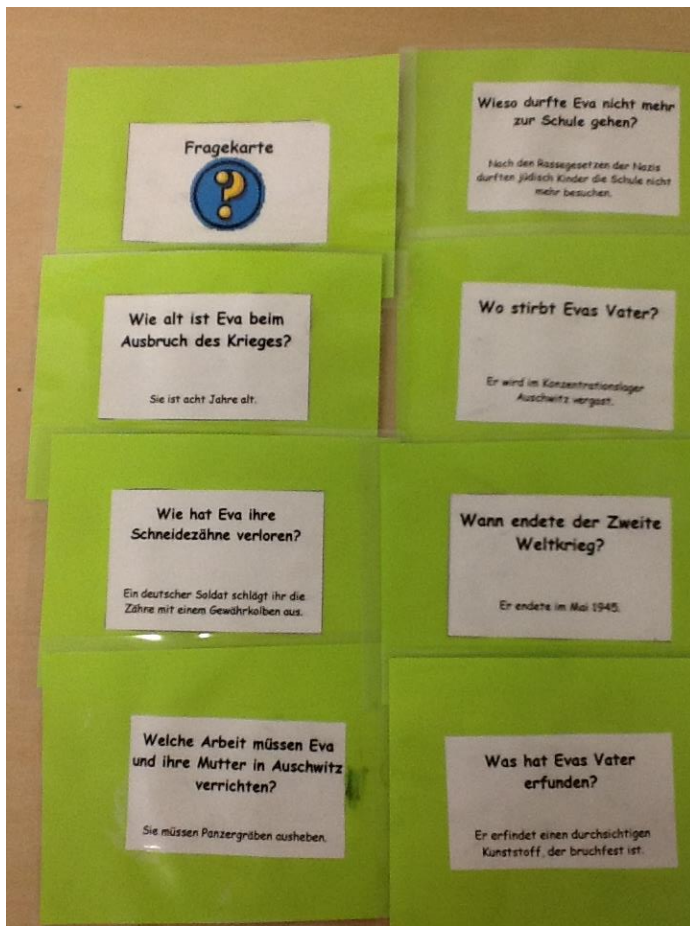 Fragekarte
Wie alt ist Eva beim
Ausbruch des Krieges?
Sie ist acht Jahre alt.
Wie hat Eva ihre
Schneidezähne verloren?
Ein deutscher Soldat schlägt ihr die
Zähne mit einem Gewährkolben aus.
Welche Arbeit müssen Eva
und ihre Mutter in Auschwitz
verrichten?
Sie müssen Panzergräben ausheben.
Wieso durfte Eva nicht mehr
zur Schule gehen?
Nach den Rassegesetzen der Nazis
durften jüdisch Kinder die Schule nicht
mehr besuchen.
Wo stirbt Evas Vater?
Er wird im Konzentrationslager
Auschwitz vergast.
Wann endete der Zweite
Weltkrieg?
Er endete im Mai 1945.
Was hat Evas Vater
erfunden?
Er erfindet einen durchsichtigen
Kunststoff, der bruchfest ist.